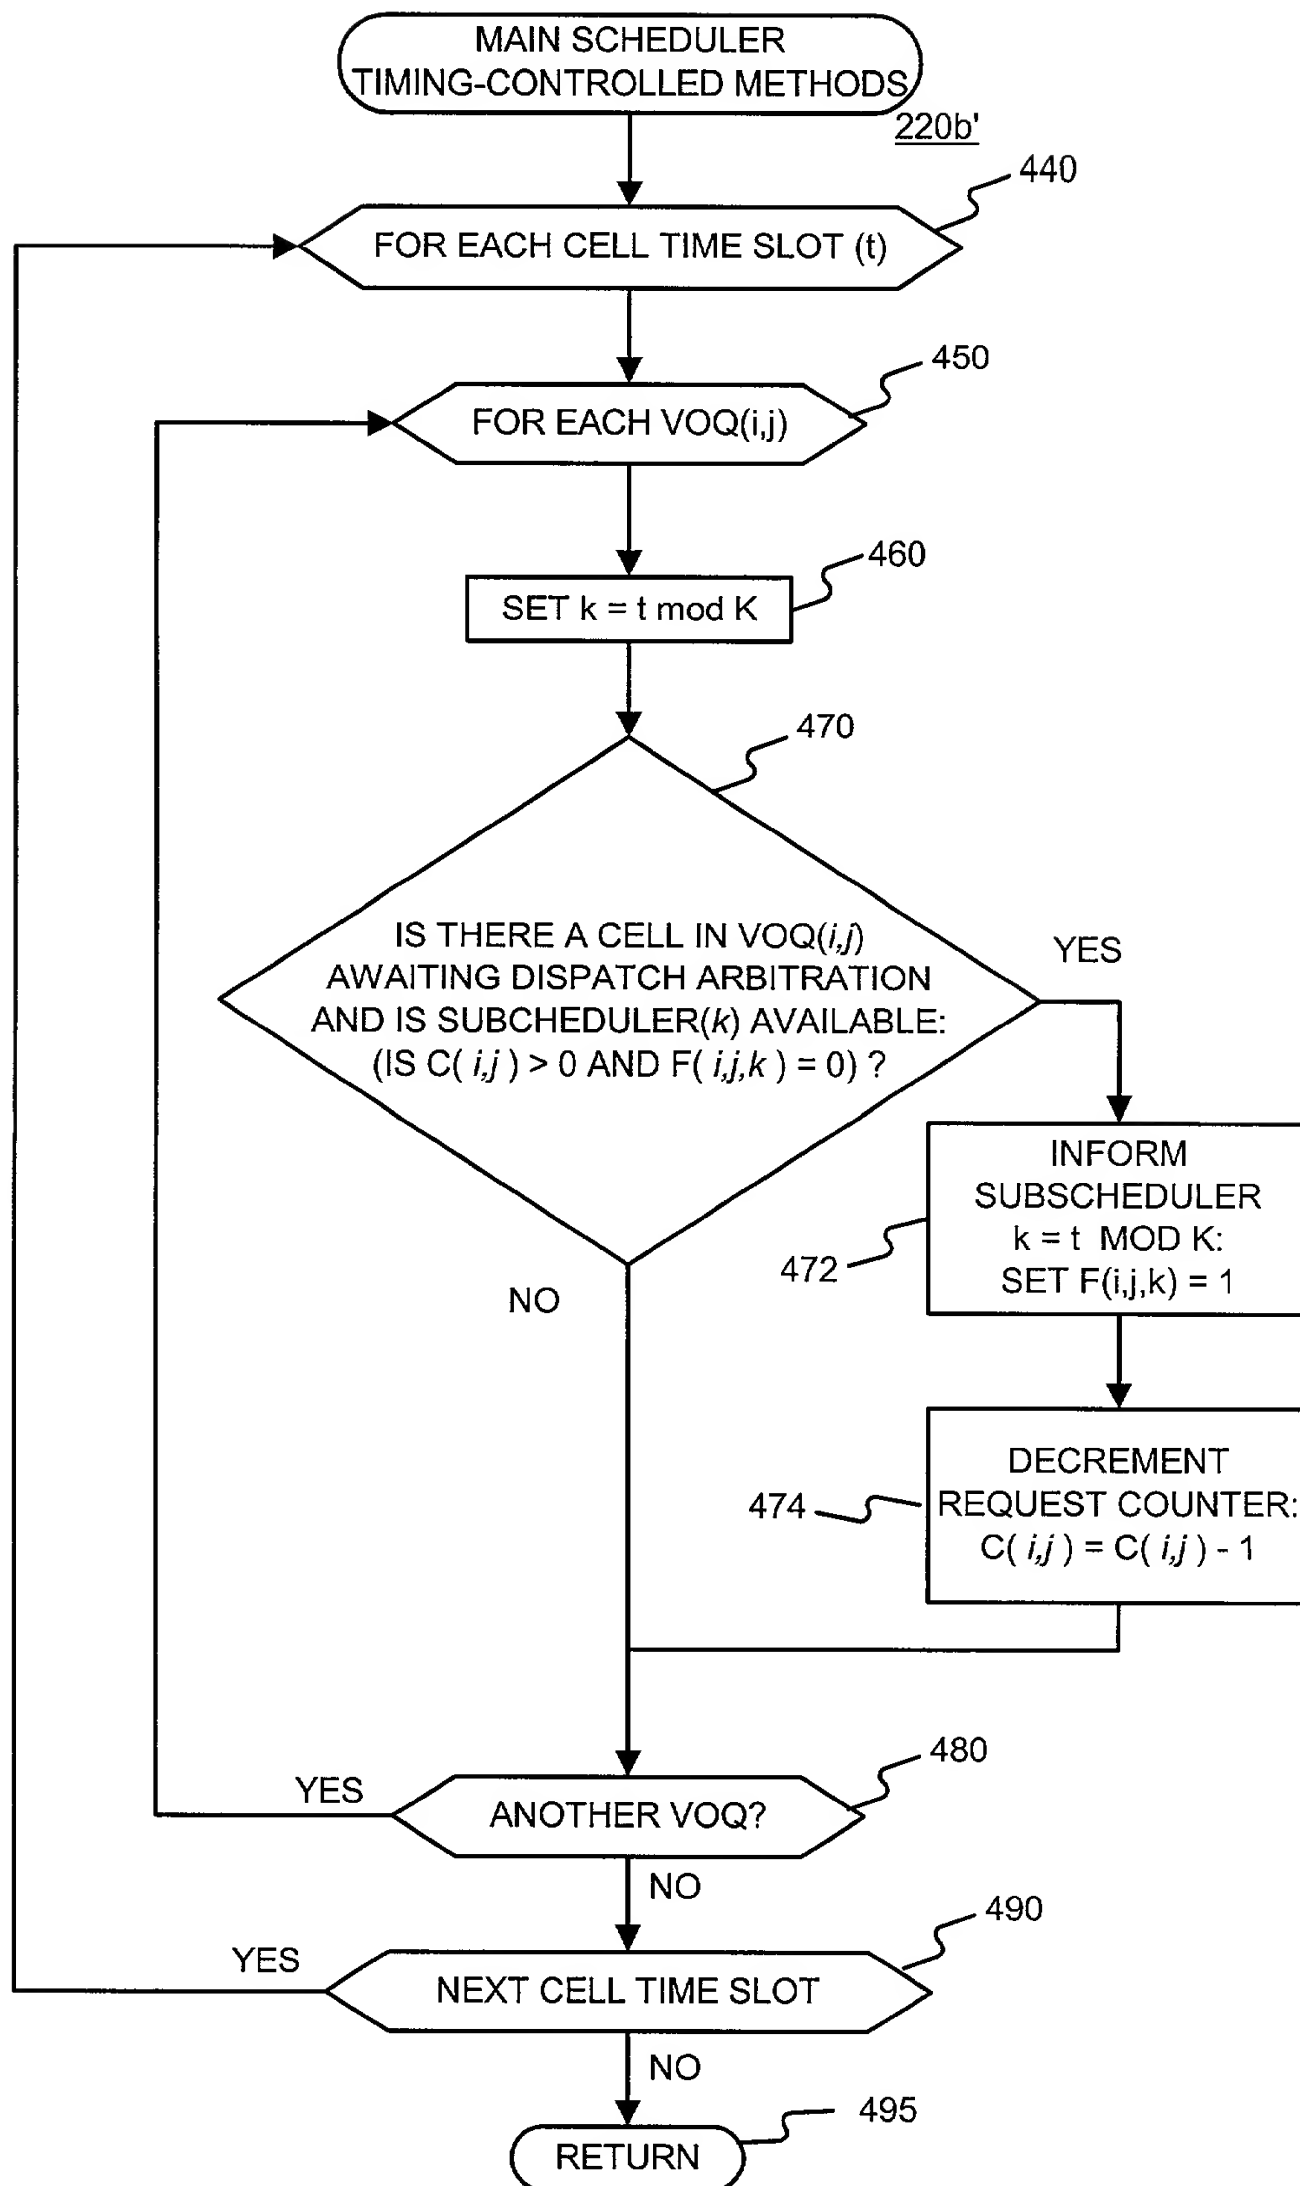 MAIN SCHEDULER
TIMING-CONTROLLED METHODS
220b'
440
FOR EACH CELL TIME SLOT (t)
450
FOR EACH VOQ(i,j)
460
SET k = t mod K
470
IS THERE A CELL IN VOQ(i,j)
AWAITING DISPATCH ARBITRATION
AND IS SUBCHEDULER(k) AVAILABLE:
(IS C( i,j ) > 0 AND F( i,j,k ) = 0) ?
YES
INFORM
SUBSCHEDULER
k = t MOD K:
SET F(i,j,k) = 1
472
NO
DECREMENT
REQUEST COUNTER:
C( i,j ) = C( i,j ) - 1
474
480
YES
ANOTHER VOQ?
NO
490
YES
NEXT CELL TIME SLOT
NO
495
RETURN